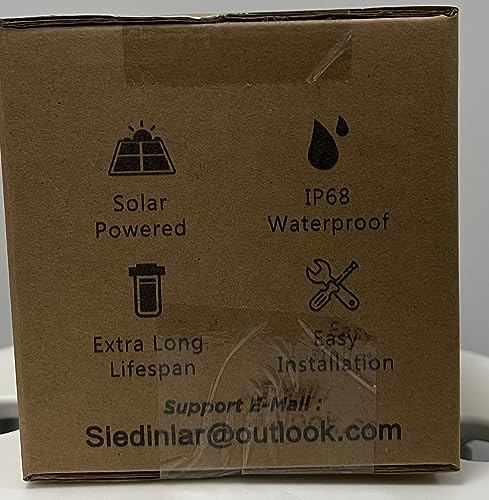 Solar
Powered
IP68
Waterproof
Extra Long
Lifespan
Easy
Installation
Support E-Mail :
Siedinlar@outlook.com